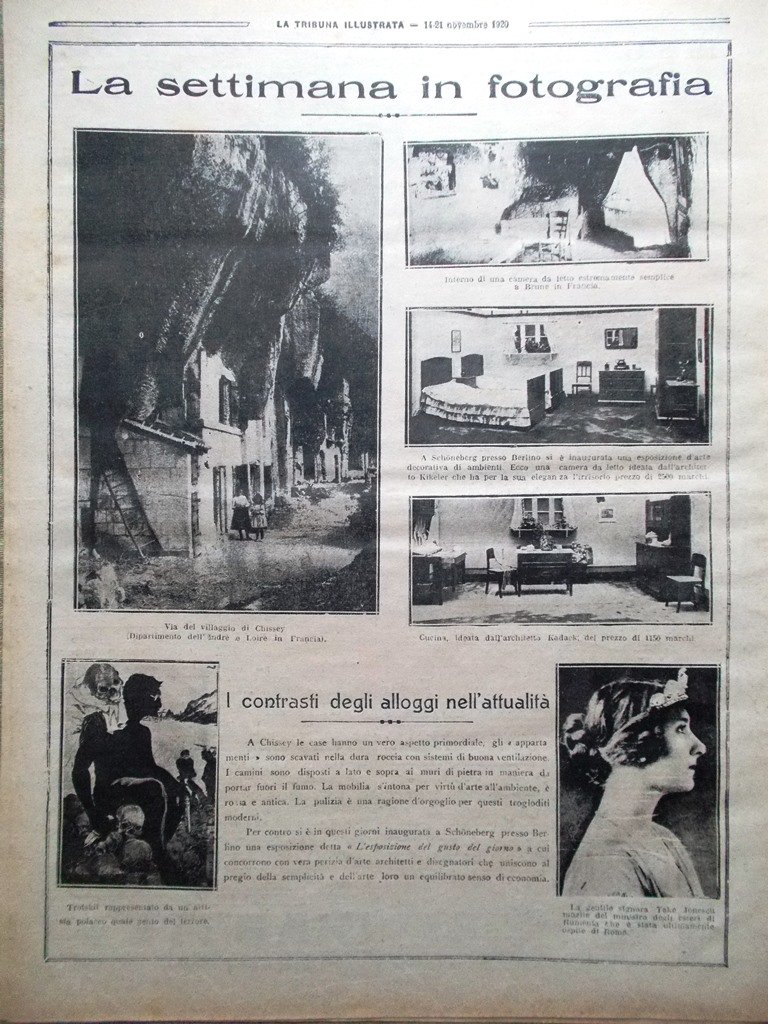 LA TRIBUNA ILLUSTRATA — 14-21 novembre 1920
La settimana in fotografia
Via del villaggio di Chissey
(Dipartimento dell'Indre e Loire in Francia).
Interno di una camera da letto estremamente semplice
a Brune in Francia.
A Schöneberg presso Berlino si è inaugurata una esposizione d'arte
decorativa di ambienti. Ecco una camera da letto ideata dall'architet
to Kikeler che ha per la sua eleganza l'irrisorio prezzo di 2500 marchi.
Cucina, ideata dall'architetto Kadack; del prezzo di 1150 marchi
I contrasti degli alloggi nell'attualità
A Chissey le case hanno un vero aspetto primordiale, gli « apparta
menti » sono scavati nella dura roccia con sistemi di buona ventilazione.
I camini sono disposti a lato e sopra ai muri di pietra in maniera da
portar fuori il fumo. La mobilia s'intona per virtù d'arte all'ambiente, è
rozza e antica. La pulizia è una ragione d'orgoglio per questi trogloditi
moderni.
Per contro si è in questi giorni inaugurata a Schöneberg presso Ber
lino una esposizione detta « L'esposizione del gusto del giorno » a cui
concorrono con vera perizia d'arte architetti e disegnatori che uniscono al
pregio della semplicità e dell'arte loro un equilibrato senso di economia.
Trotskii rappresentato da un arti-
sta polacco quale genio del terrore.
La gentile signora Take Jonescu
moglie del ministro degli esteri di
Rumenia che è stata ultimamente
ospite di Roma.